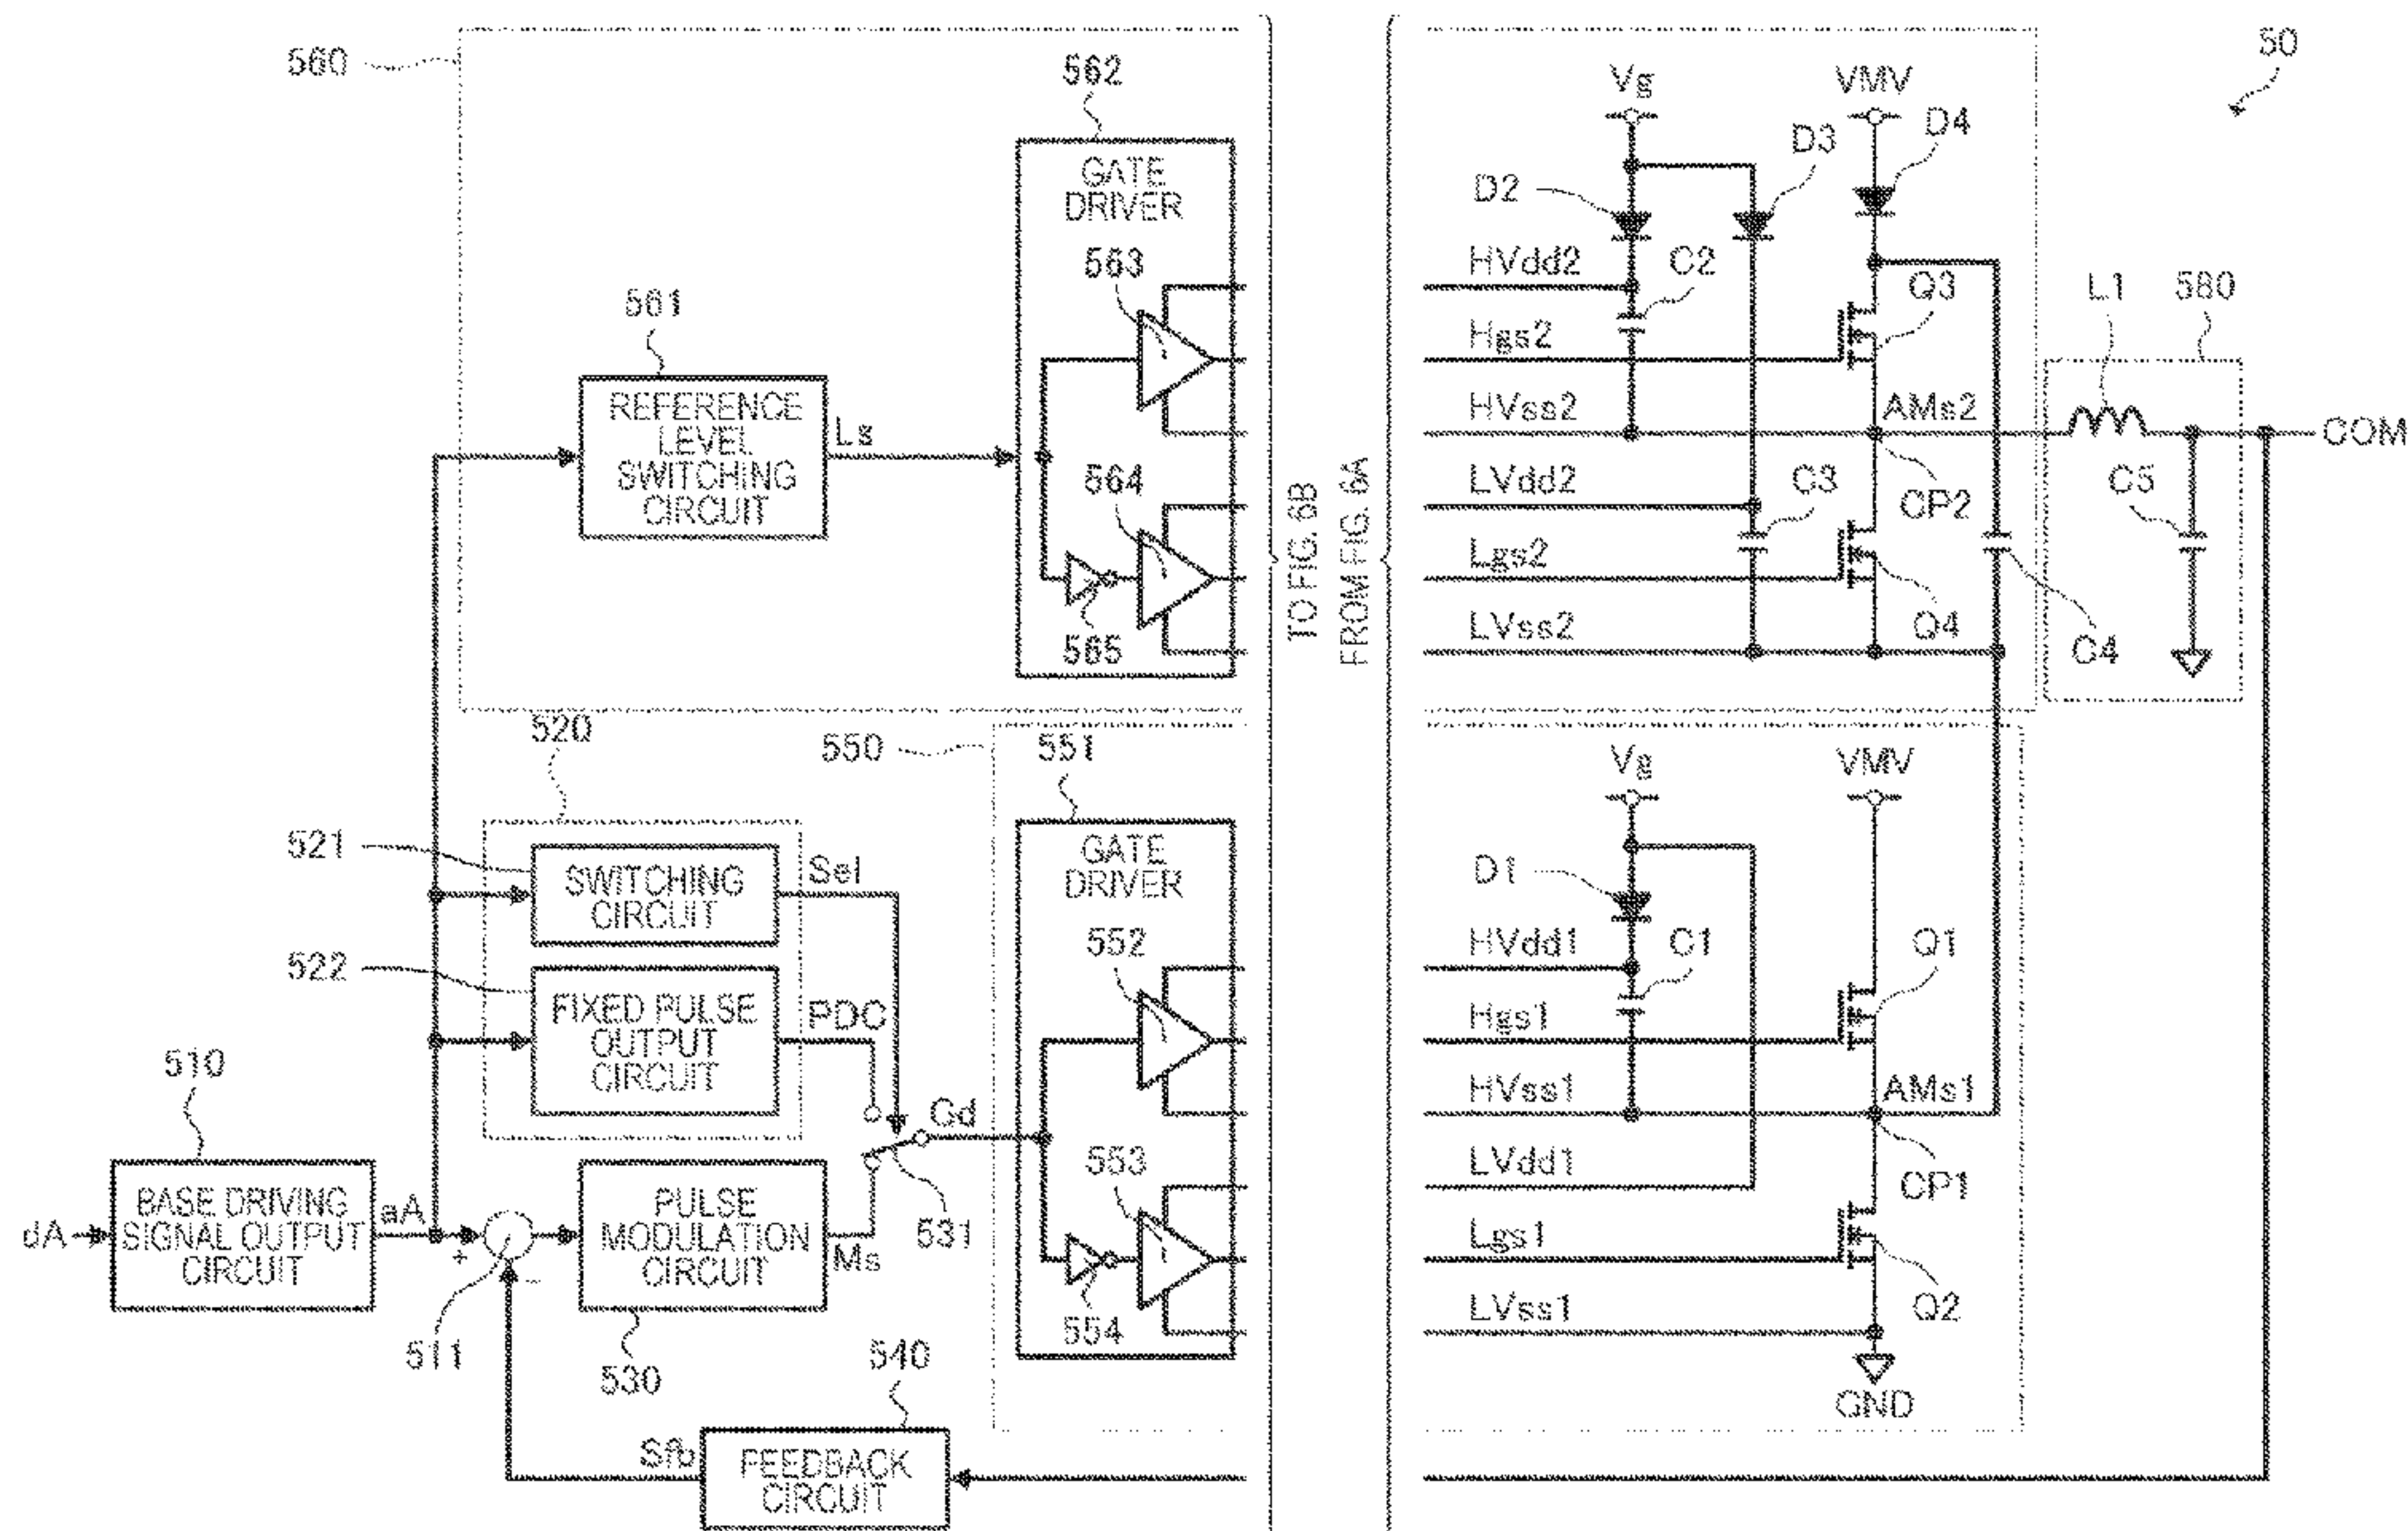 560
562
Vg
VMV
50
D4
D3
GATE
DRIVER
D2
HVdd2
C2
563
Hgs2
Q3
L1
580
561
REFERENCE
LEVEL
SWITCHING
CIRCUIT
Ls
HVss2
AMs2
COM
564
LVdd2
C3
CP2
C5
Lgs2
565
LVss2
Q4
C4
TO FIG. 6B
FROM FIG. 6A
520
550
551
Vg
VMV
521
SWITCHING
CIRCUIT
Sel
GATE
DRIVER
D1
522
FIXED PULSE
OUTPUT
CIRCUIT
PDC
552
HVdd1
C1
Q1
Hgs1
510
Gd
HVss1
AMs1
553
LVdd1
CP1
dA
BASE DRIVING
SIGNAL OUTPUT
CIRCUIT
aA
+
−
PULSE
MODULATION
CIRCUIT
Ms
531
Lgs1
511
530
554
LVss1
Q2
540
GND
Sfb
FEEDBACK
CIRCUIT